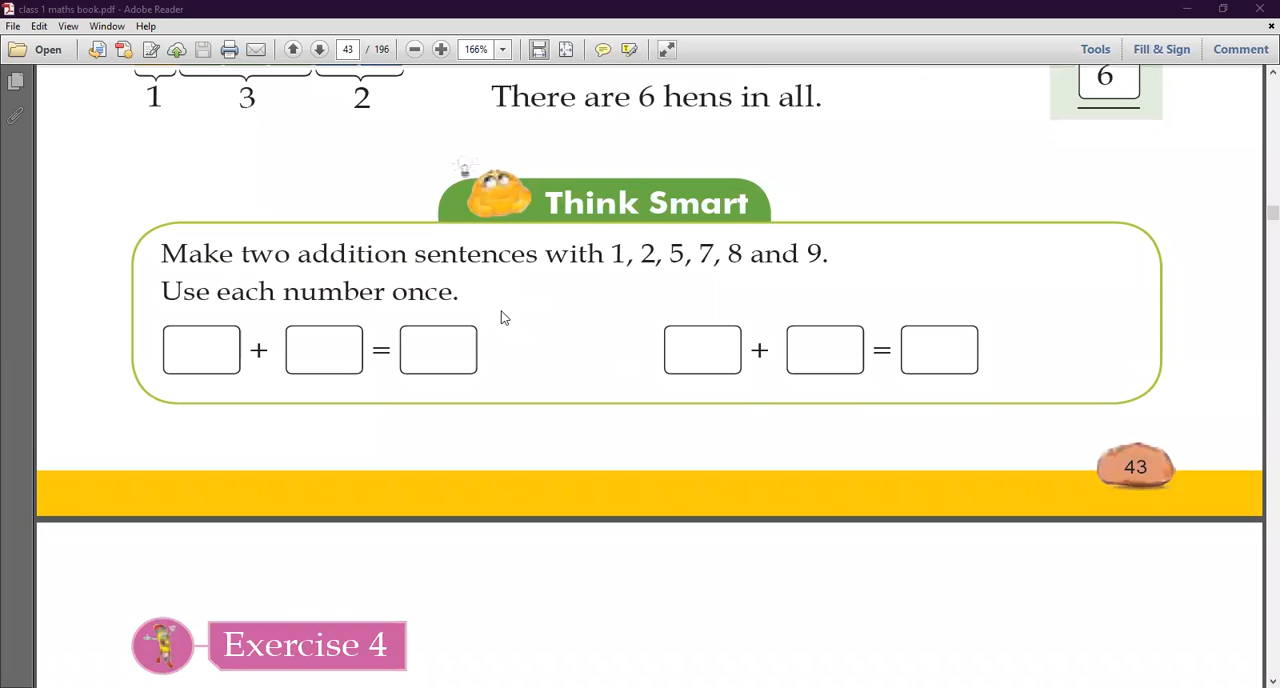 class 1 maths book.pdf - Adobe Reader
File Edit View Window Help
Open 43 / 196 166% Tools Fill & Sign Comment
1 3 2 There are 6 hens in all. 6
Think Smart
Make two addition sentences with 1, 2, 5, 7, 8 and 9.
Use each number once.
+ = + =
43
Exercise 4